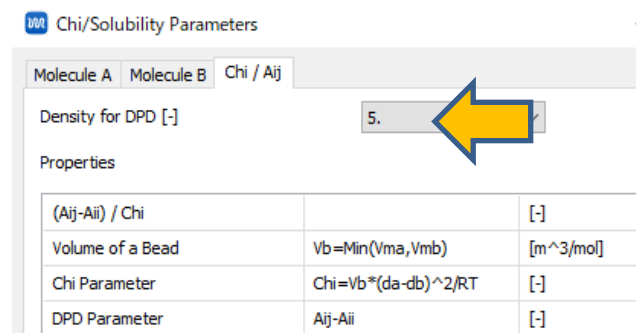 Chi/Solubility Parameters
Molecule A Molecule B Chi / Aij
Density for DPD [-] 5.
Properties
(Aij-Aii) / Chi [-]
Volume of a Bead Vb=Min(Vma,Vmb) [m^3/mol]
Chi Parameter Chi=Vb*(da-db)^2/RT [-]
DPD Parameter Aij-Aii [-]